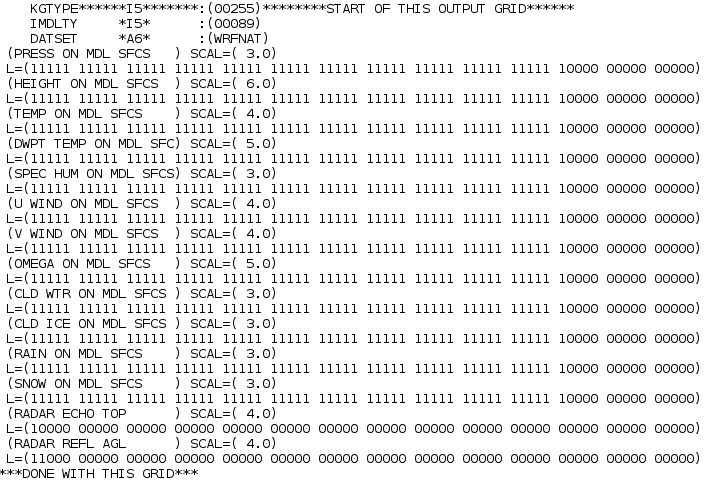 KGTYPE******I5*******:(00255)********START OF THIS OUTPUT GRID******
IMDLTY     *I5*      :(00089)
DATSET     *A6*      :(WRFNAT)
(PRESS ON MDL SFCS   ) SCAL=( 3.0)
L=(11111 11111 11111 11111 11111 11111 11111 11111 11111 11111 11111 10000 00000 00000)
(HEIGHT ON MDL SFCS  ) SCAL=( 6.0)
L=(11111 11111 11111 11111 11111 11111 11111 11111 11111 11111 11111 10000 00000 00000)
(TEMP ON MDL SFCS    ) SCAL=( 4.0)
L=(11111 11111 11111 11111 11111 11111 11111 11111 11111 11111 11111 10000 00000 00000)
(DWPT TEMP ON MDL SFC) SCAL=( 5.0)
L=(11111 11111 11111 11111 11111 11111 11111 11111 11111 11111 11111 10000 00000 00000)
(SPEC HUM ON MDL SFCS) SCAL=( 3.0)
L=(11111 11111 11111 11111 11111 11111 11111 11111 11111 11111 11111 10000 00000 00000)
(U WIND ON MDL SFCS  ) SCAL=( 4.0)
L=(11111 11111 11111 11111 11111 11111 11111 11111 11111 11111 11111 10000 00000 00000)
(V WIND ON MDL SFCS  ) SCAL=( 4.0)
L=(11111 11111 11111 11111 11111 11111 11111 11111 11111 11111 11111 10000 00000 00000)
(OMEGA ON MDL SFCS   ) SCAL=( 5.0)
L=(11111 11111 11111 11111 11111 11111 11111 11111 11111 11111 11111 10000 00000 00000)
(CLD WTR ON MDL SFCS ) SCAL=( 3.0)
L=(11111 11111 11111 11111 11111 11111 11111 11111 11111 11111 11111 10000 00000 00000)
(CLD ICE ON MDL SFCS ) SCAL=( 3.0)
L=(11111 11111 11111 11111 11111 11111 11111 11111 11111 11111 11111 10000 00000 00000)
(RAIN ON MDL SFCS    ) SCAL=( 3.0)
L=(11111 11111 11111 11111 11111 11111 11111 11111 11111 11111 11111 10000 00000 00000)
(SNOW ON MDL SFCS    ) SCAL=( 3.0)
L=(11111 11111 11111 11111 11111 11111 11111 11111 11111 11111 11111 10000 00000 00000)
(RADAR ECHO TOP      ) SCAL=( 4.0)
L=(10000 00000 00000 00000 00000 00000 00000 00000 00000 00000 00000 00000 00000 00000)
(RADAR REFL AGL      ) SCAL=( 4.0)
L=(11000 00000 00000 00000 00000 00000 00000 00000 00000 00000 00000 00000 00000 00000)
***DONE WITH THIS GRID***